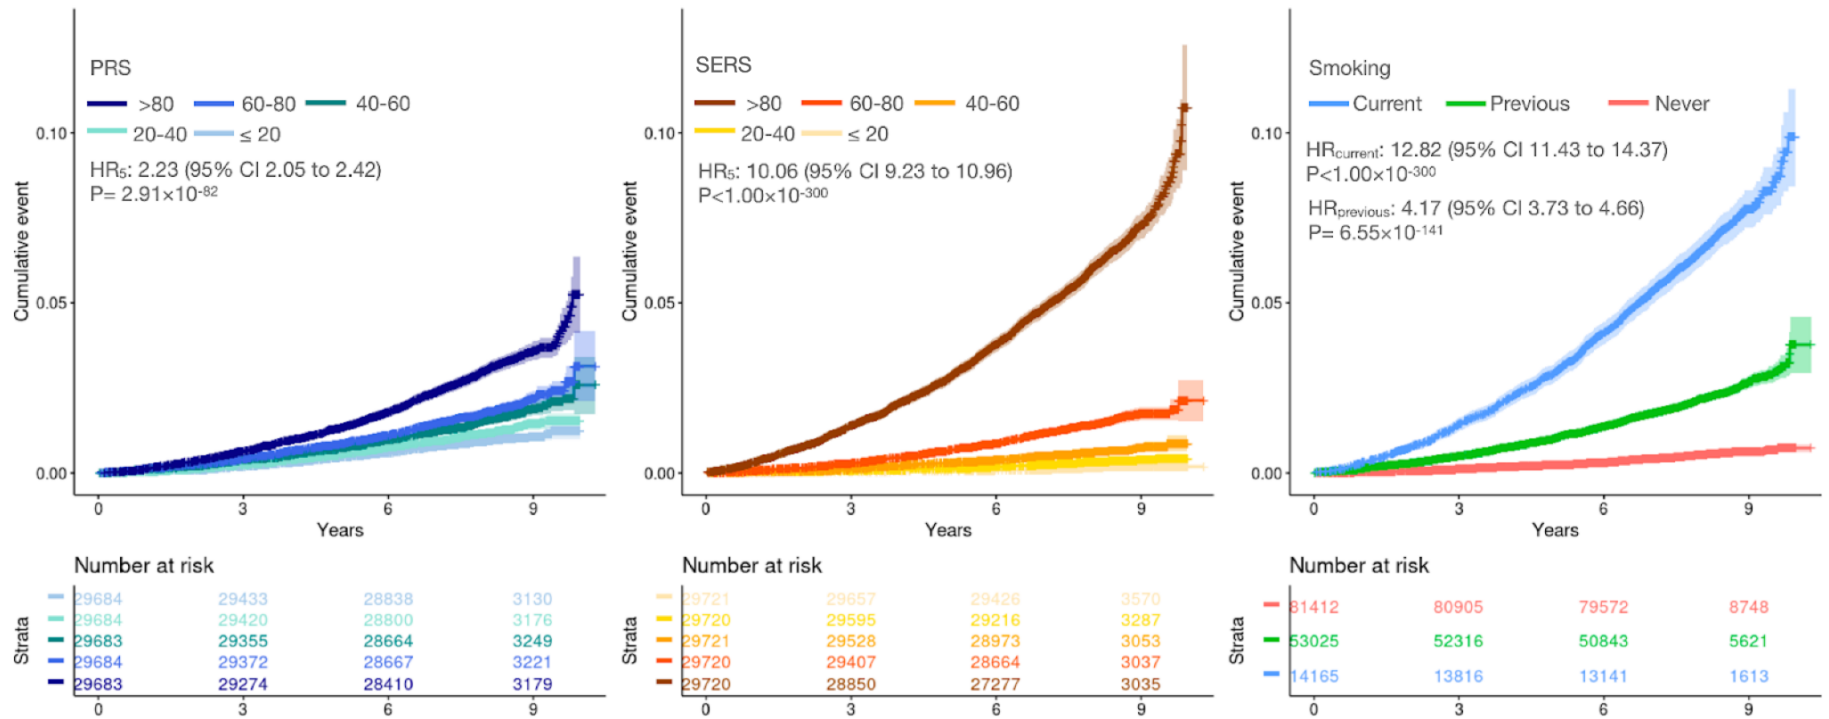 PRS
>80 60-80 40-60
20-40 ≤ 20
HR₅: 2.23 (95% CI 2.05 to 2.42)
P= 2.91×10⁻⁸²
Cumulative event
0.10
0.05
0.00
0 3 6 9
Years
Number at risk
Strata
29684 29433 28838 3130
29684 29420 28800 3176
29683 29355 28664 3249
29684 29372 28667 3221
29683 29274 28410 3179
0 3 6 9
SERS
>80 60-80 40-60
20-40 ≤ 20
HR₅: 10.06 (95% CI 9.23 to 10.96)
P<1.00×10⁻³⁰⁰
Cumulative event
0.10
0.05
0.00
0 3 6 9
Years
Number at risk
Strata
29721 29657 29426 3570
29720 29595 29216 3287
29721 29528 28973 3053
29720 29407 28664 3037
29720 28850 27277 3035
0 3 6 9
Smoking
Current Previous Never
HRcurrent: 12.82 (95% CI 11.43 to 14.37)
P<1.00×10⁻³⁰⁰
HRprevious: 4.17 (95% CI 3.73 to 4.66)
P= 6.55×10⁻¹⁴¹
Cumulative event
0.10
0.05
0.00
0 3 6 9
Years
Number at risk
Strata
81412 80905 79572 8748
53025 52316 50843 5621
14165 13816 13141 1613
0 3 6 9